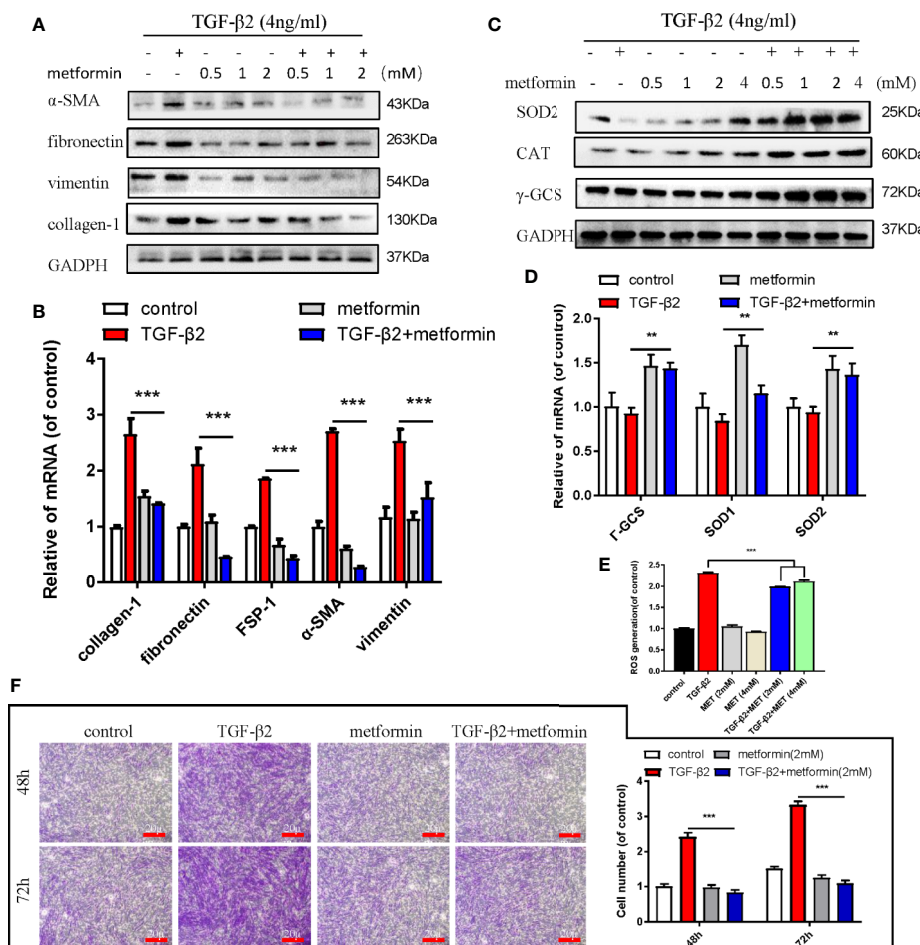 A
TGF-β2 (4ng/ml)
- + - - - + + +
metformin - - 0.5 1 2 0.5 1 2 (mM)
α-SMA 43KDa
fibronectin 263KDa
vimentin 54KDa
collagen-1 130KDa
GADPH 37KDa
B
control metformin
TGF-β2 TGF-β2+metformin
Relative of mRNA (of control)
4
3
2
1
0
*** *** *** *** ***
collagen-1 fibronectin FSP-1 α-SMA vimentin
C
TGF-β2 (4ng/ml)
- + - - - - + + + +
metformin - - 0.5 1 2 4 0.5 1 2 4 (mM)
SOD2 25KDa
CAT 60KDa
γ-GCS 72KDa
GADPH 37KDa
D
control metformin
TGF-β2 TGF-β2+metformin
Relative of mRNA (of control)
2.0
1.5
1.0
0.5
0.0
** ** **
Γ-GCS SOD1 SOD2
E
ROS generation(of control)
2.5
2.0
1.5
1.0
0.5
0.0
***
control TGF-β2 MET (2mM) MET (4mM) TGF-β2+MET (2mM) TGF-β2+MET (4mM)
F
control TGF-β2 metformin TGF-β2+metformin
48h
72h
control metformin(2mM)
TGF-β2 TGF-β2+metformin(2mM)
Cell number (of control)
4
3
2
1
0
*** ***
48h 72h